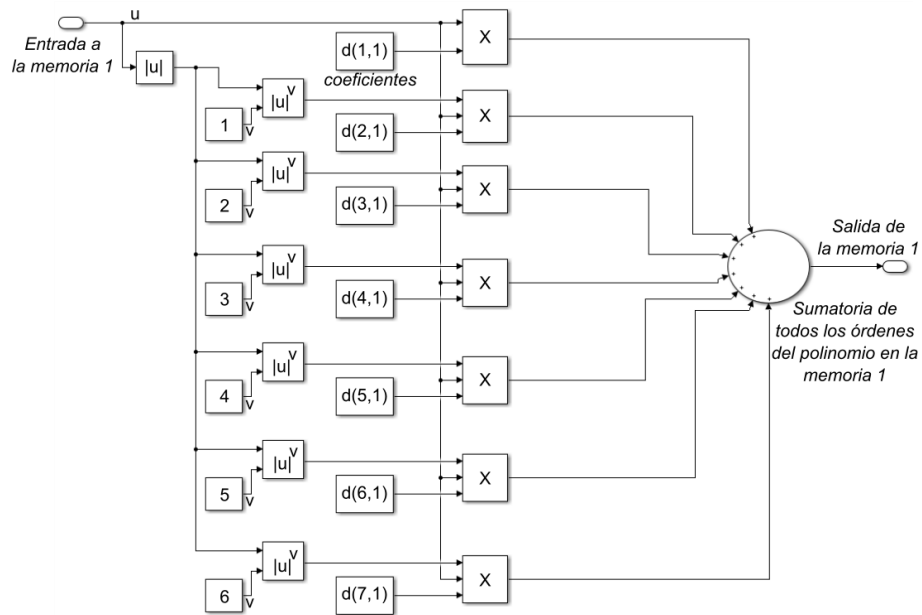 u
Entrada a
la memoria 1
|u|
d(1,1)
coeficientes
X
1
v
|u|^v
d(2,1)
X
2
v
|u|^v
d(3,1)
X
3
v
|u|^v
d(4,1)
X
4
v
|u|^v
d(5,1)
X
5
v
|u|^v
d(6,1)
X
6
v
|u|^v
d(7,1)
X
+
+
+
+
+
+
+
Salida de
la memoria 1
Sumatoria de
todos los órdenes
del polinomio en la
memoria 1